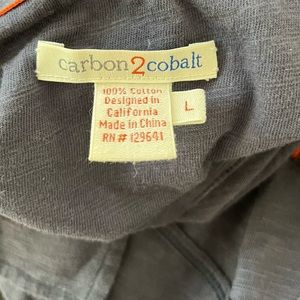 carbon2cobalt
L
100% Cotton
Designed in
California
Made in China
RN# 129641